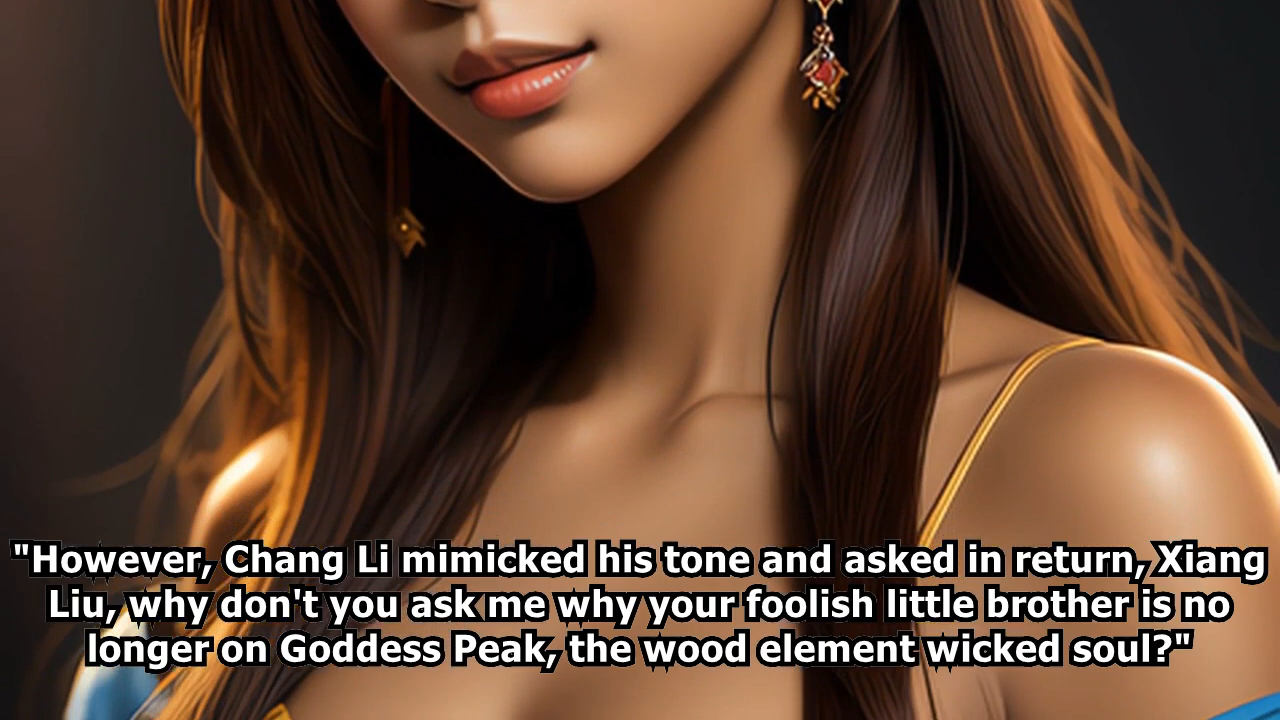 "However, Chang Li mimicked his tone and asked in return, Xiang
Liu, why don't you ask me why your foolish little brother is no
longer on Goddess Peak, the wood element wicked soul?"